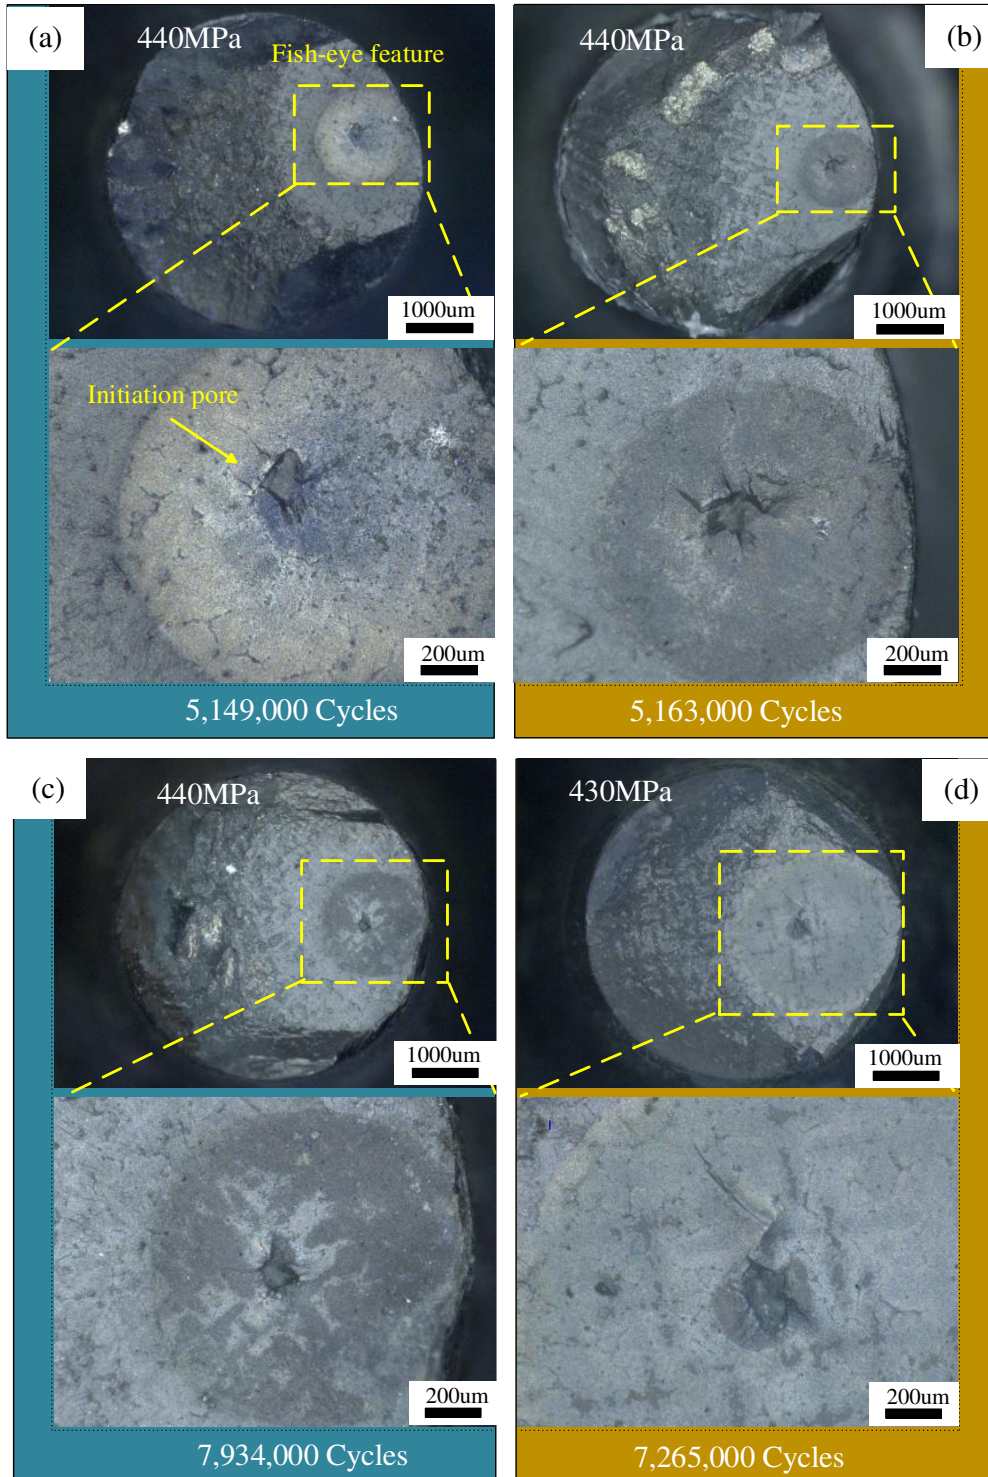 (a)
440MPa
Fish-eye feature
1000um
Initiation pore
200um
5,149,000 Cycles
440MPa
(b)
1000um
200um
5,163,000 Cycles
(c)
440MPa
1000um
200um
7,934,000 Cycles
430MPa
(d)
1000um
200um
7,265,000 Cycles